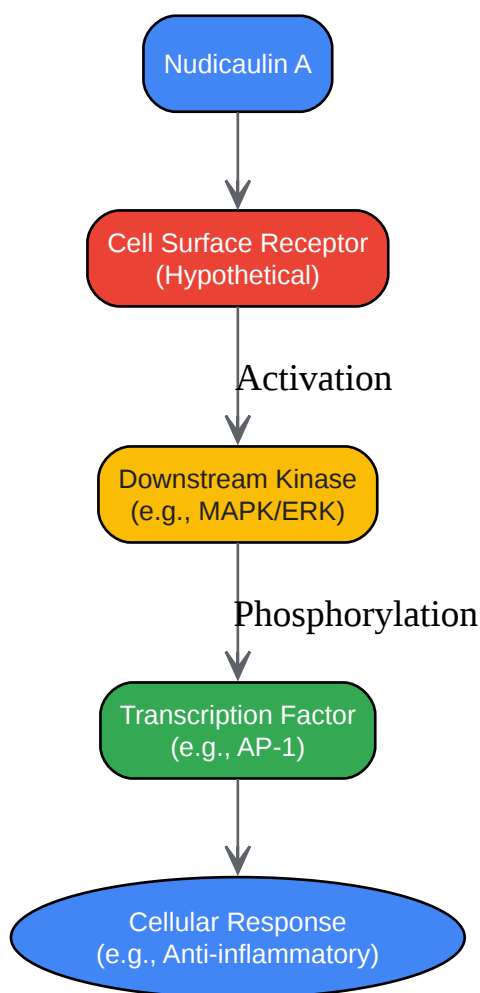 Nudicaulin A
Cell Surface Receptor
(Hypothetical)
Activation
Downstream Kinase
(e.g., MAPK/ERK)
Phosphorylation
Transcription Factor
(e.g., AP-1)
Cellular Response
(e.g., Anti-inflammatory)